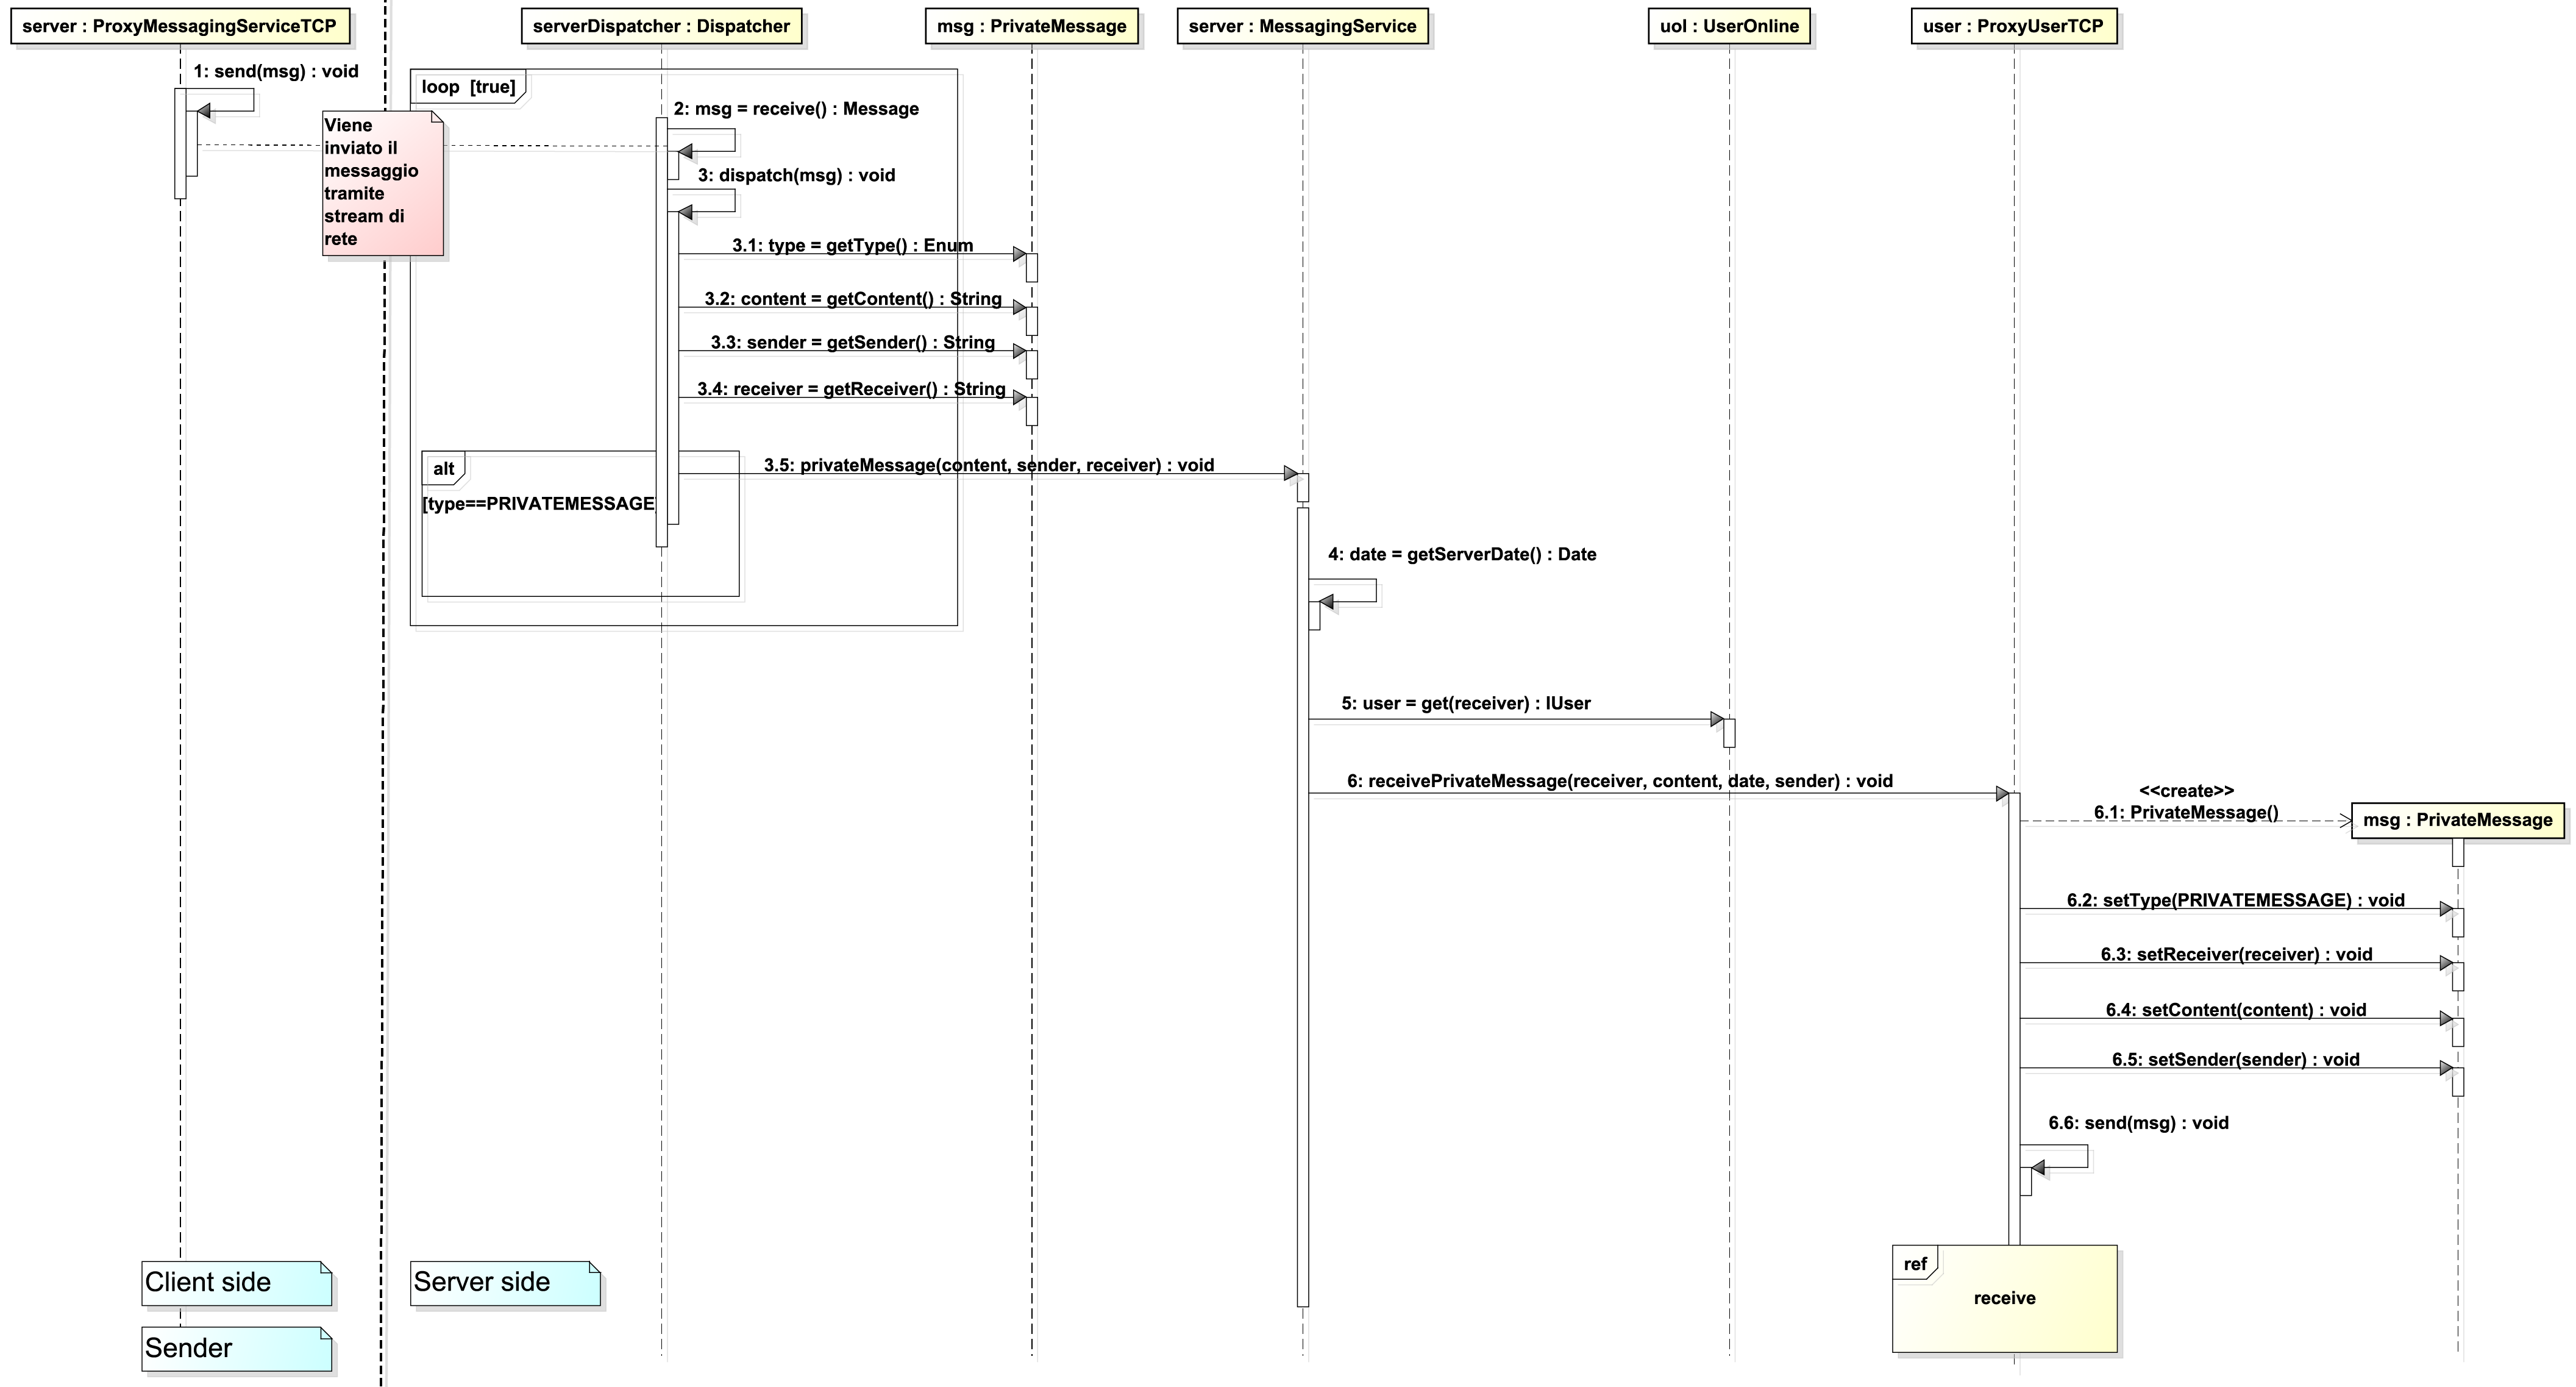 server : ProxyMessagingServiceTCP
serverDispatcher : Dispatcher
msg : PrivateMessage
server : MessagingService
uol : UserOnline
user : ProxyUserTCP
1: send(msg) : void
loop [true]
2: msg = receive() : Message
Viene
inviato il
messaggio
tramite
stream di
rete
3: dispatch(msg) : void
3.1: type = getType() : Enum
3.2: content = getContent() : String
3.3: sender = getSender() : String
3.4: receiver = getReceiver() : String
alt
3.5: privateMessage(content, sender, receiver) : void
[type==PRIVATEMESSAGE]
4: date = getServerDate() : Date
5: user = get(receiver) : IUser
6: receivePrivateMessage(receiver, content, date, sender) : void
<<create>>
6.1: PrivateMessage()
msg : PrivateMessage
6.2: setType(PRIVATEMESSAGE) : void
6.3: setReceiver(receiver) : void
6.4: setContent(content) : void
6.5: setSender(sender) : void
6.6: send(msg) : void
ref
receive
Client side
Server side
Sender